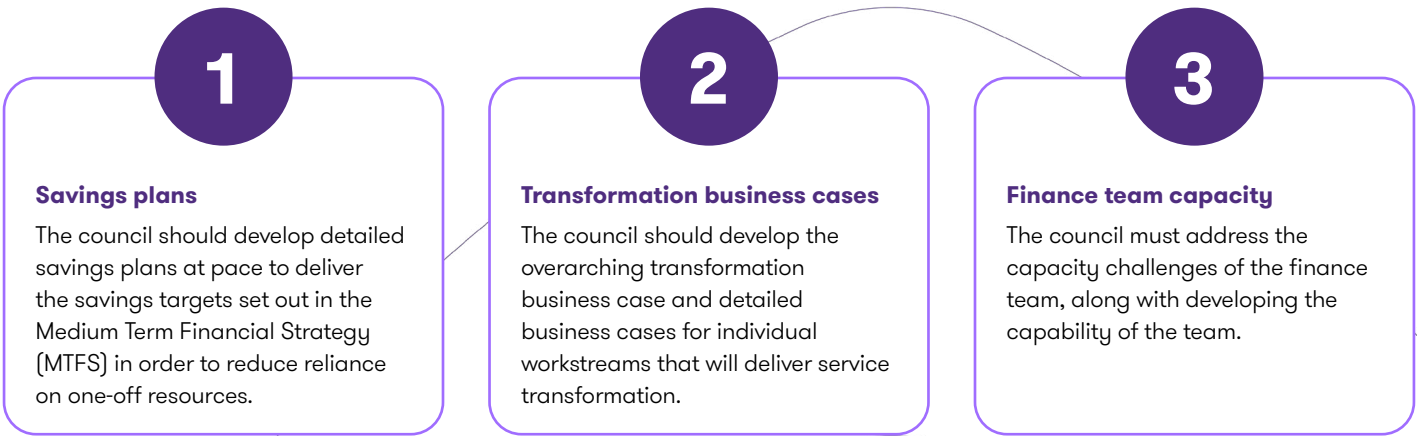 1
Savings plans
The council should develop detailed
savings plans at pace to deliver
the savings targets set out in the
Medium Term Financial Strategy
(MTFS) in order to reduce reliance
on one-off resources.
2
Transformation business cases
The council should develop the
overarching transformation
business case and detailed
business cases for individual
workstreams that will deliver service
transformation.
3
Finance team capacity
The council must address the
capacity challenges of the finance
team, along with developing the
capability of the team.